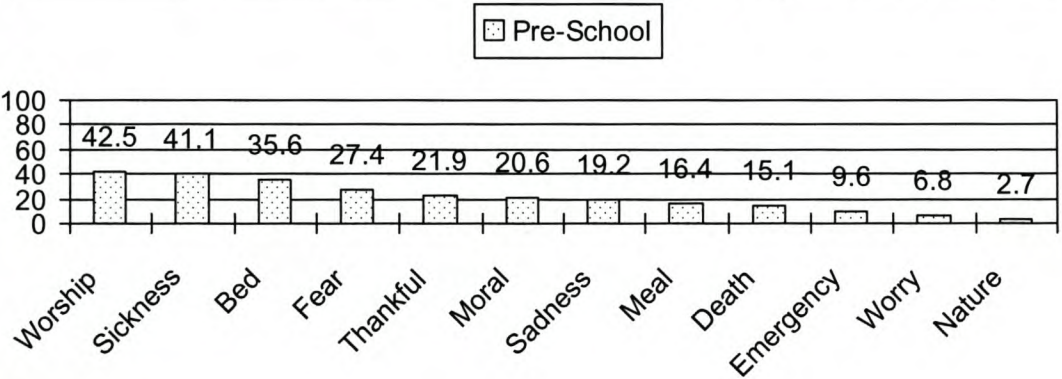 Pre-School
100
80
60
40
20
0
42.5 41.1 35.6 27.4 21.9 20.6 19.2 16.4 15.1 9.6 6.8 2.7
Worship Sickness Bed Fear Thankful Moral Sadness Meal Death Emergency Worry Nature